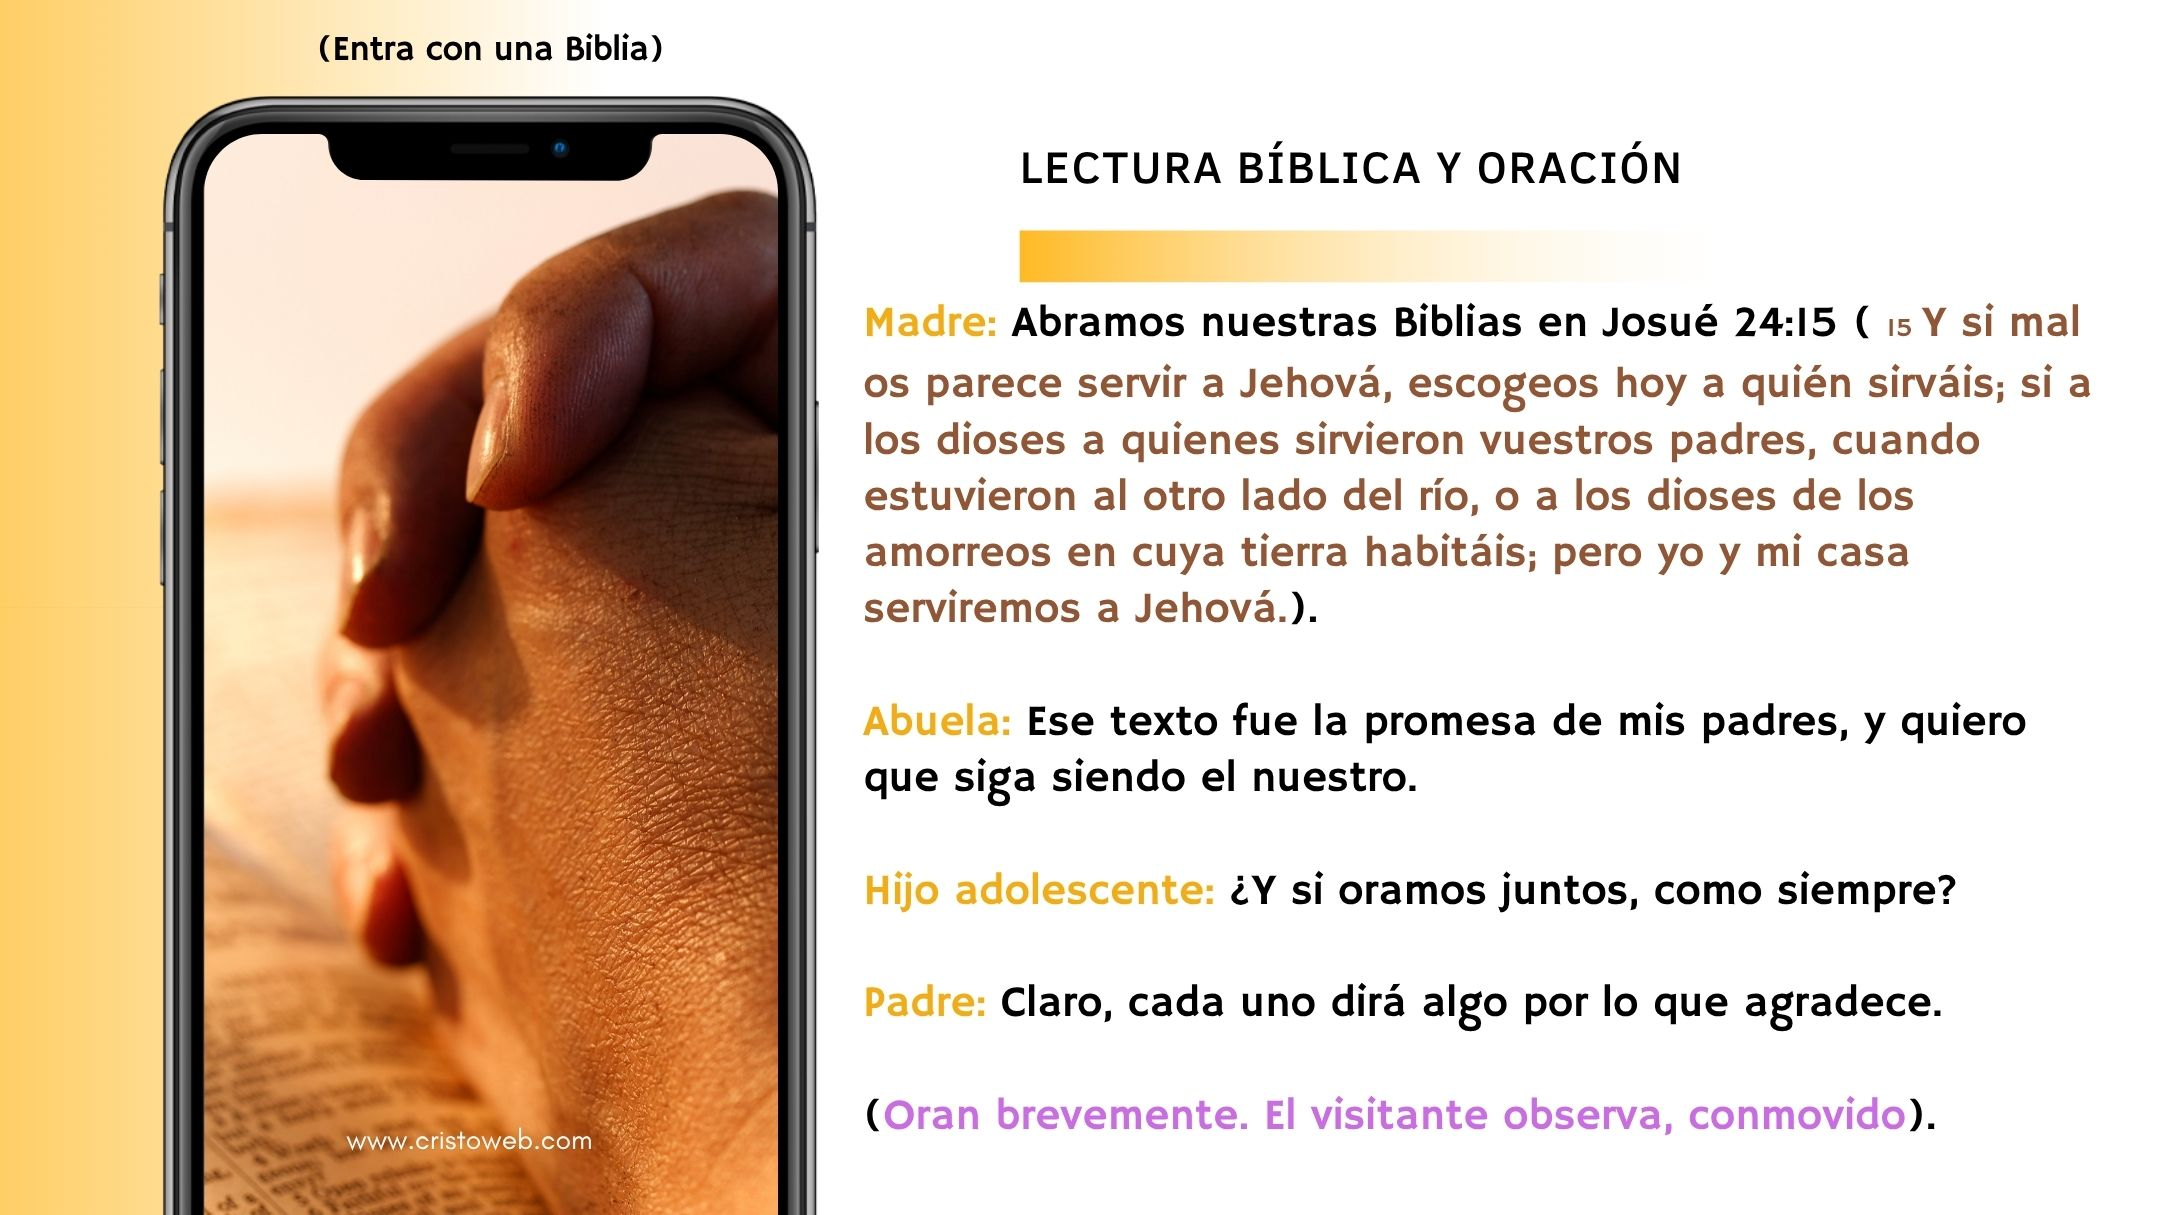 (Entra con una Biblia)
LECTURA BÍBLICA Y ORACIÓN
Madre: Abramos nuestras Biblias en Josué 24:15 ( 15 Y si mal
os parece servir a Jehová, escogeos hoy a quién sirváis; si a
los dioses a quienes sirvieron vuestros padres, cuando
estuvieron al otro lado del río, o a los dioses de los
amorreos en cuya tierra habitáis; pero yo y mi casa
serviremos a Jehová.).
Abuela: Ese texto fue la promesa de mis padres, y quiero
que siga siendo el nuestro.
Hijo adolescente: ¿Y si oramos juntos, como siempre?
Padre: Claro, cada uno dirá algo por lo que agradece.
(Oran brevemente. El visitante observa, conmovido).
www.cristoweb.com